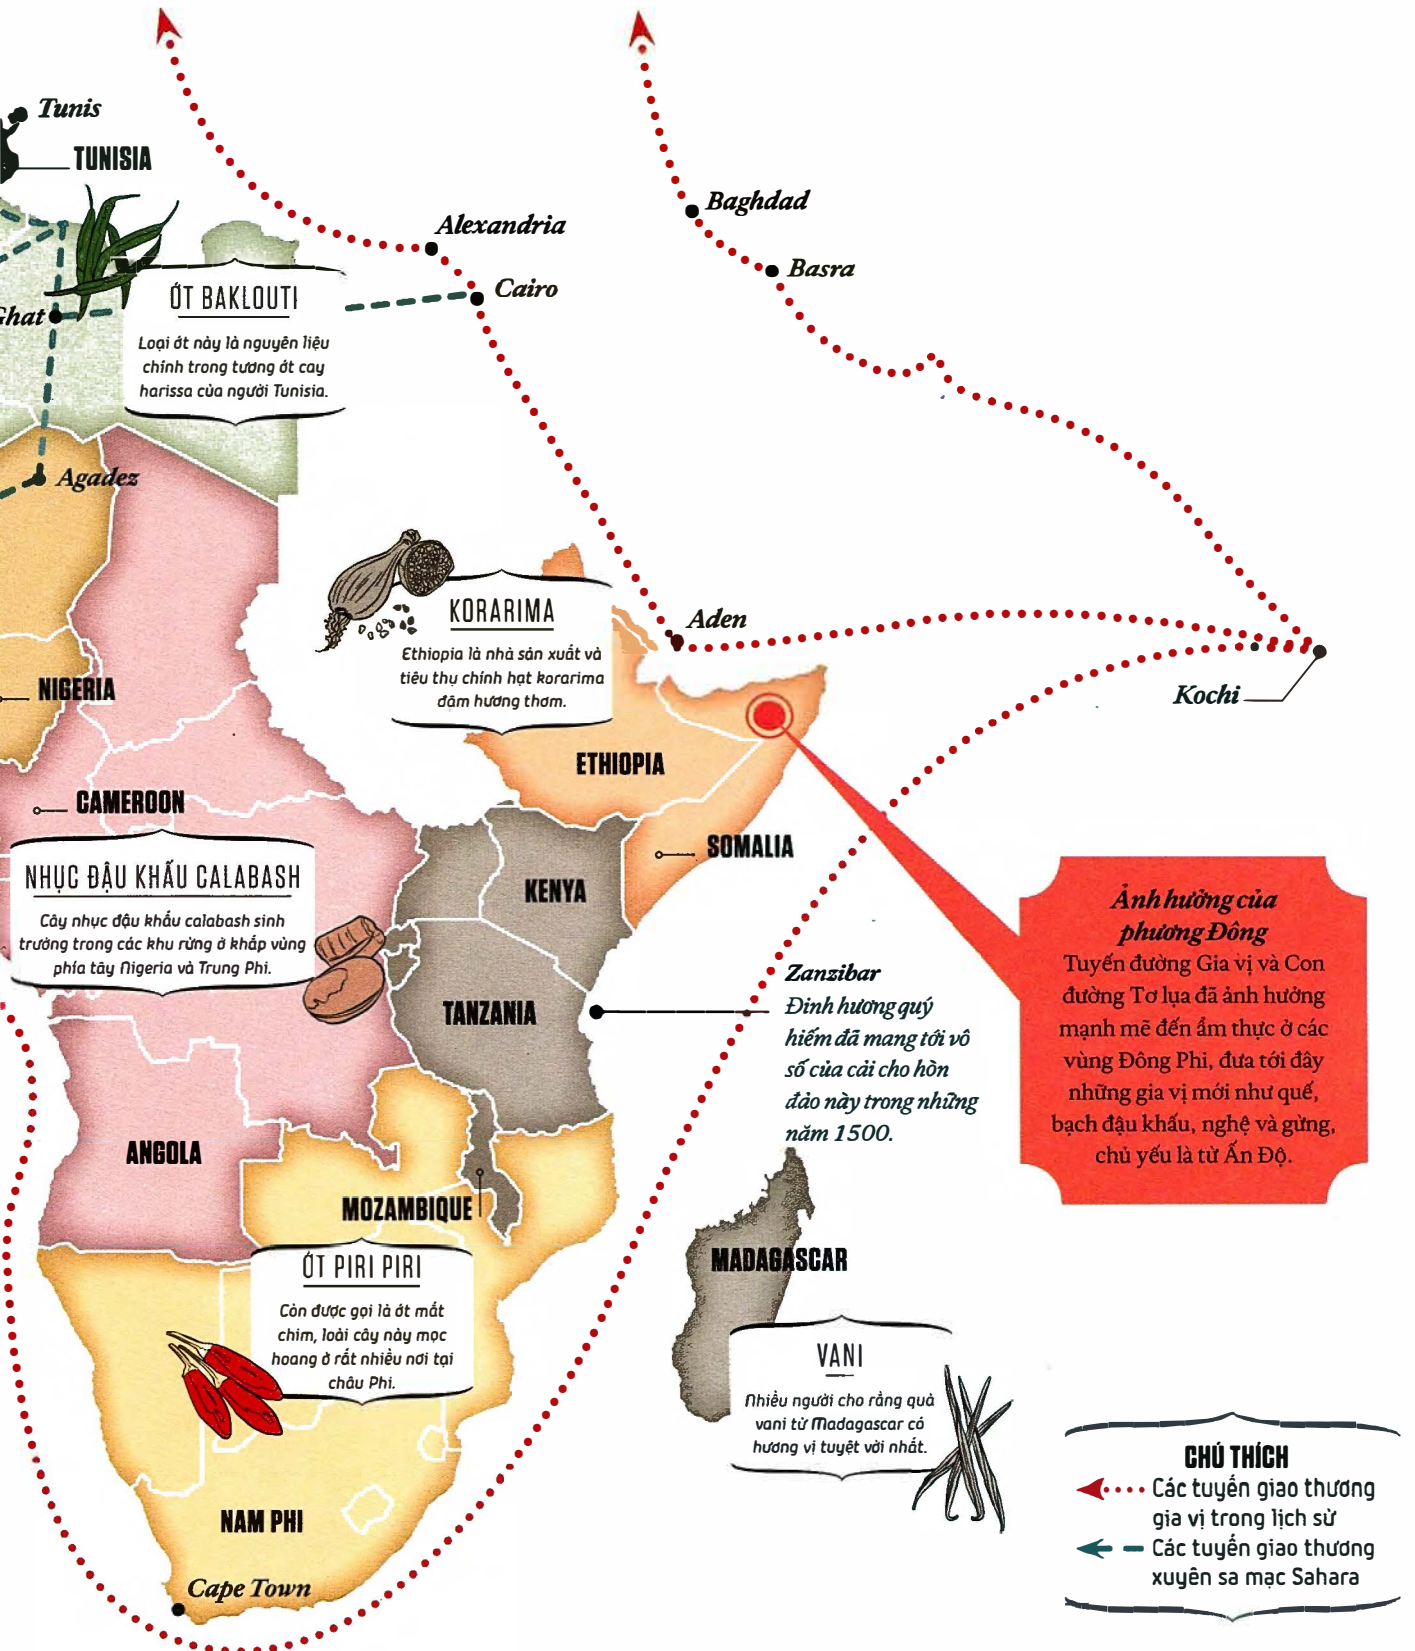 Tunis
TUNISIA
Alexandria
Baghdad
Basra
Cairo
Ghat
ỚT BAKLOUTI
Loại ớt này là nguyên liệu
chính trong tương ớt cay
harissa của người Tunisia.
Agadez
KORARIMA
Ethiopia là nhà sản xuất và
tiêu thụ chính hạt korarima
đăm hương thơm.
Aden
Kochi
NIGERIA
ETHIOPIA
CAMEROON
SOMALIA
NHỤC ĐẬU KHẤU CALABASH
Cây nhục đậu khấu calabash sinh
trưởng trong các khu rừng ở khắp vùng
phía tây Nigeria và Trung Phi.
KENYA
TANZANIA
Zanzibar
Đinh hương quý
hiếm đã mang tới vô
số của cải cho hòn
đảo này trong những
năm 1500.
Ảnh hưởng của
phương Đông
Tuyến đường Gia vị và Con
đường Tơ lụa đã ảnh hưởng
mạnh mẽ đến ẩm thực ở các
vùng Đông Phi, đưa tới đây
những gia vị mới như quế,
bạch đậu khấu, nghệ và gừng,
chủ yếu là từ Ấn Độ.
ANGOLA
MOZAMBIQUE
MADAGASCAR
ỚT PIRI PIRI
Còn được gọi là ớt mắt
chim, loài cây này mọc
hoang ở rất nhiều nơi tại
châu Phi.
VANI
Nhiều người cho rằng quả
vani từ Madagascar có
hương vị tuyệt vời nhất.
NAM PHI
Cape Town
CHÚ THÍCH
Các tuyến giao thương
gia vị trong lịch sử
Các tuyến giao thương
xuyên sa mạc Sahara